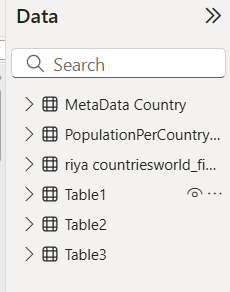 Data
Search
MetaData Country
PopulationPerCountry...
riya countriesworld_fi...
Table1
Table2
Table3